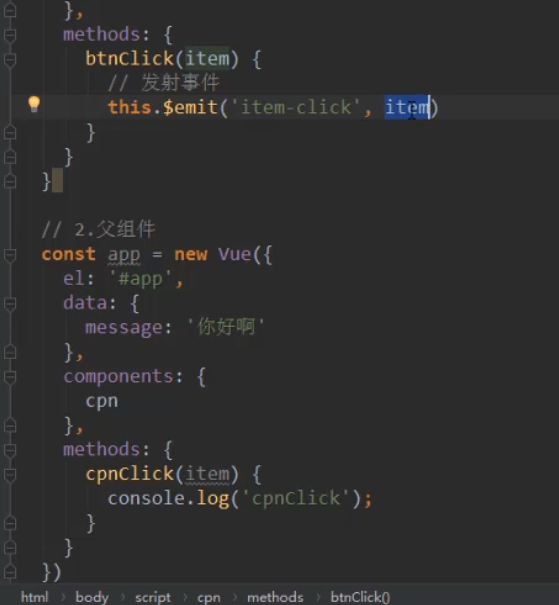 },
methods: {
btnClick(item) {
// 发射事件
this.$emit('item-click', item)
}
}
}
// 2.父组件
const app = new Vue({
el: '#app',
data: {
message: '你好啊'
},
components: {
cpn
},
methods: {
cpnClick(item) {
console.log('cpnClick');
}
}
})
html › body › script › cpn › methods › btnClick()